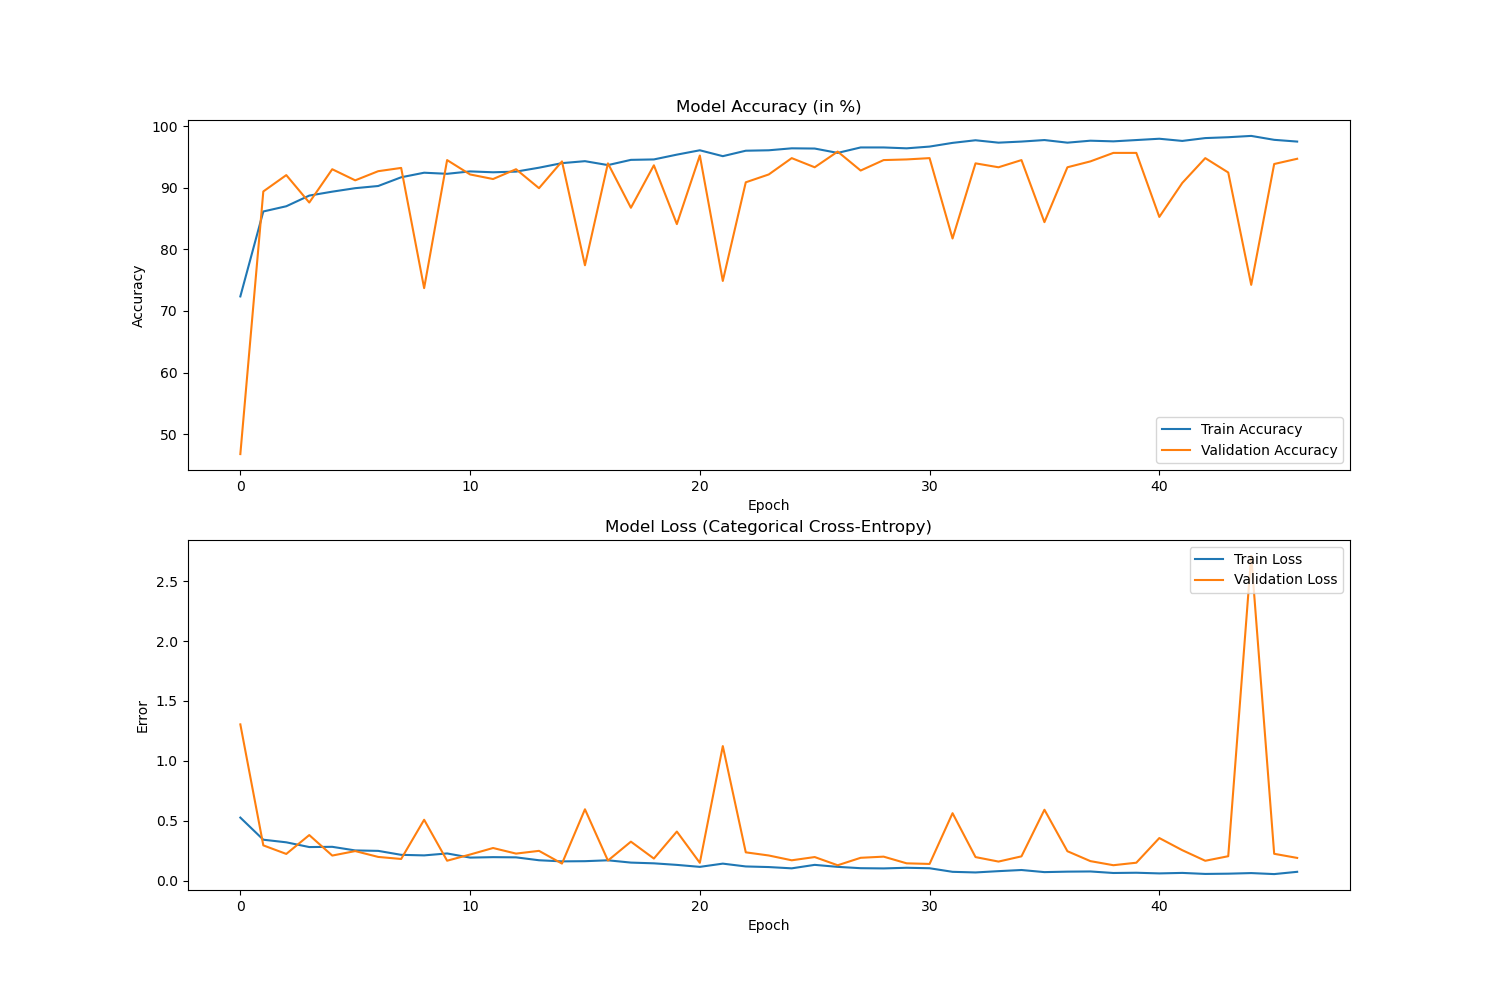 Model Accuracy (in %)
100
90
80
70
60
50
Accuracy
Train Accuracy
Validation Accuracy
0 10 20 30 40
Epoch
Model Loss (Categorical Cross-Entropy)
2.5
2.0
1.5
1.0
0.5
0.0
Error
Train Loss
Validation Loss
0 10 20 30 40
Epoch